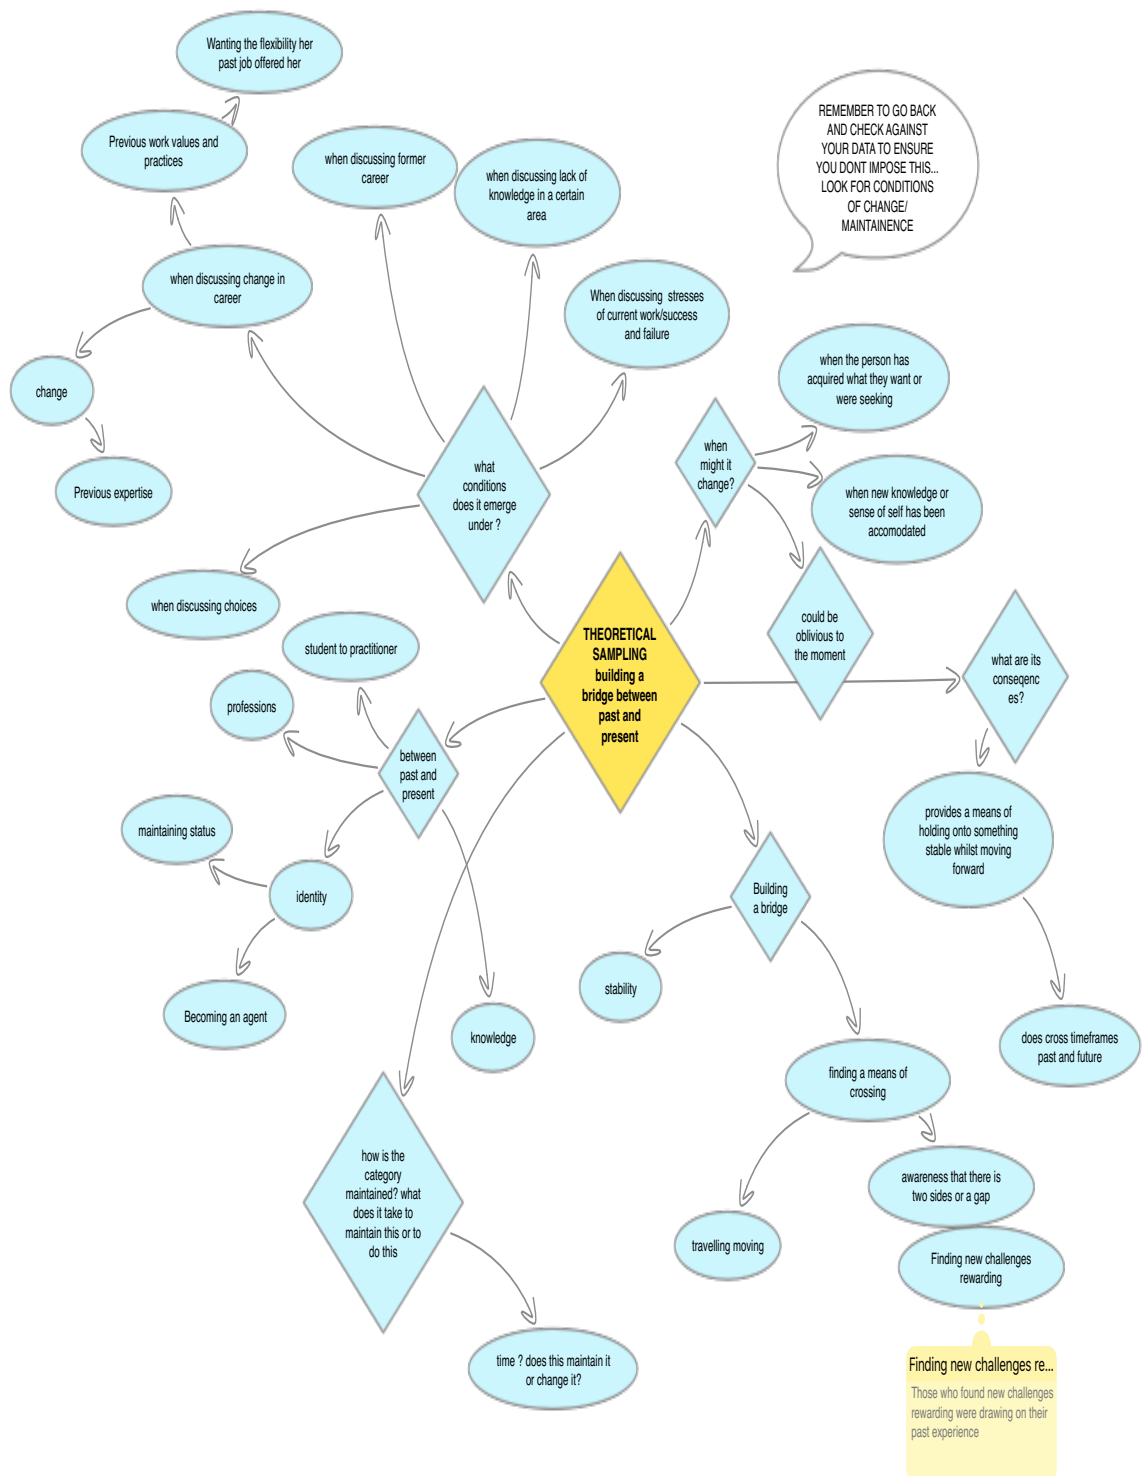 Wanting the flexibility her
past job offered her
Previous work values and
practices
when discussing former
career
when discussing lack of
knowledge in a certain
area
REMEMBER TO GO BACK
AND CHECK AGAINST
YOUR DATA TO ENSURE
YOU DONT IMPOSE THIS...
LOOK FOR CONDITIONS
OF CHANGE/
MAINTAINENCE
when discussing change in
career
When discussing stresses
of current work/success
and failure
change
Previous expertise
when the person has
acquired what they want or
were seeking
when
might it
change?
what
conditions
does it emerge
under ?
when new knowledge or
sense of self has been
accomodated
when discussing choices
student to practitioner
THEORETICAL
SAMPLING
building a
bridge between
past and
present
could be
oblivious to
the moment
what are its
conseqenc
es?
professions
between
past and
present
maintaining status
identity
Becoming an agent
knowledge
Building
a bridge
stability
provides a means of
holding onto something
stable whilst moving
forward
does cross timeframes
past and future
finding a means of
crossing
how is the
category
maintained? what
does it take to
maintain this or to
do this
awareness that there is
two sides or a gap
travelling moving
Finding new challenges
rewarding
time ? does this maintain it
or change it?
Finding new challenges re...
Those who found new challenges
rewarding were drawing on their
past experience